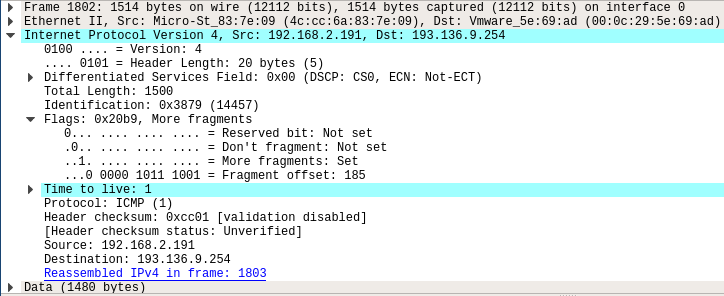 Frame 1802: 1514 bytes on wire (12112 bits), 1514 bytes captured (12112 bits) on interface 0
Ethernet II, Src: Micro-St_83:7e:09 (4c:cc:6a:83:7e:09), Dst: Vmware_5e:69:ad (00:0c:29:5e:69:ad)
Internet Protocol Version 4, Src: 192.168.2.191, Dst: 193.136.9.254
0100 .... = Version: 4
.... 0101 = Header Length: 20 bytes (5)
Differentiated Services Field: 0x00 (DSCP: CS0, ECN: Not-ECT)
Total Length: 1500
Identification: 0x3879 (14457)
Flags: 0x20b9, More fragments
0... .... .... .... = Reserved bit: Not set
.0.. .... .... .... = Don't fragment: Not set
..1. .... .... .... = More fragments: Set
...0 0000 1011 1001 = Fragment offset: 185
Time to live: 1
Protocol: ICMP (1)
Header checksum: 0xcc01 [validation disabled]
[Header checksum status: Unverified]
Source: 192.168.2.191
Destination: 193.136.9.254
Reassembled IPv4 in frame: 1803
Data (1480 bytes)